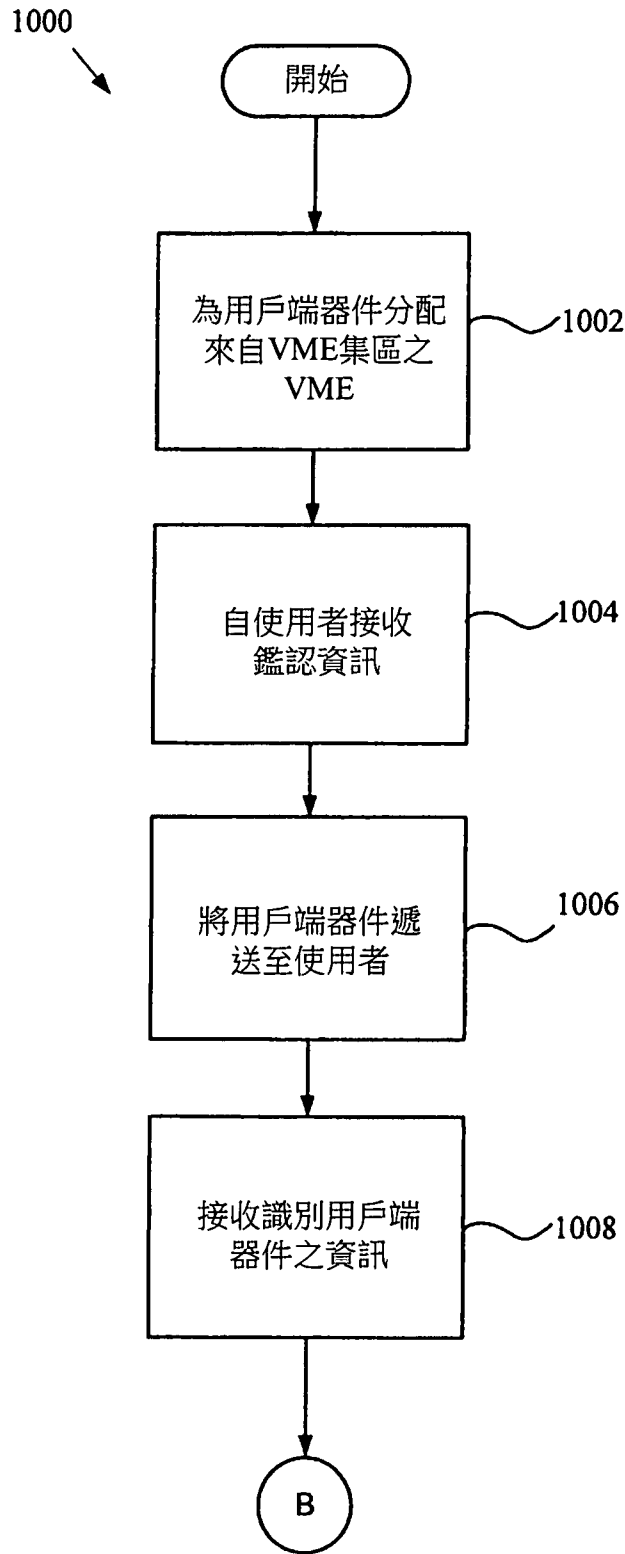 1000
開始
為用戶端器件分配
來自VME集區之
VME
1002
自使用者接收
鑑認資訊
1004
將用戶端器件遞
送至使用者
1006
接收識別用戶端
器件之資訊
1008
B